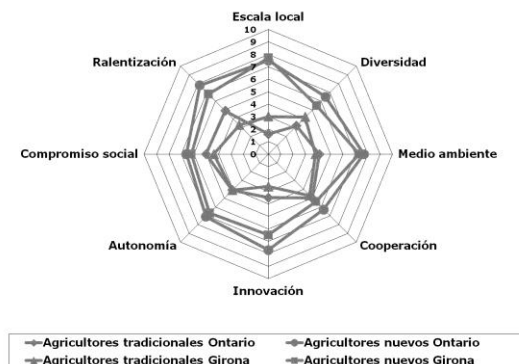 Escala local
10
9
8
7
6
5
4
3
2
1
0
Ralentización
Diversidad
Compromiso social
Medio ambiente
Autonomía
Cooperación
Innovación
Agricultores tradicionales Ontario
Agricultores nuevos Ontario
Agricultores tradicionales Girona
Agricultores nuevos Girona